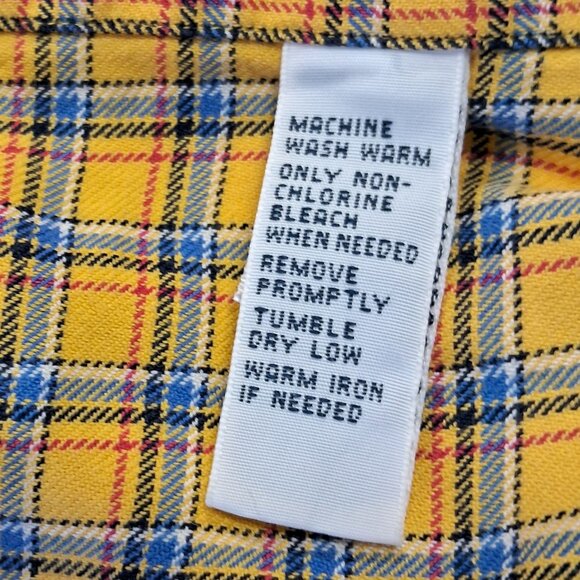 MACHINE
WASH WARM
ONLY NON-
CHLORINE
BLEACH
WHEN NEEDED
REMOVE
PROMPTLY
TUMBLE
DRY LOW
WARM IRON
IF NEEDED